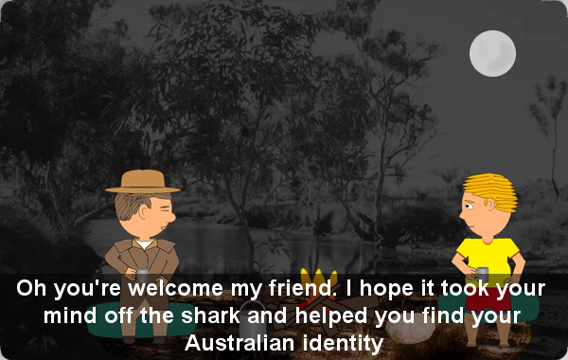 Oh you're welcome my friend. I hope it took your
mind off the shark and helped you find your
Australian identity